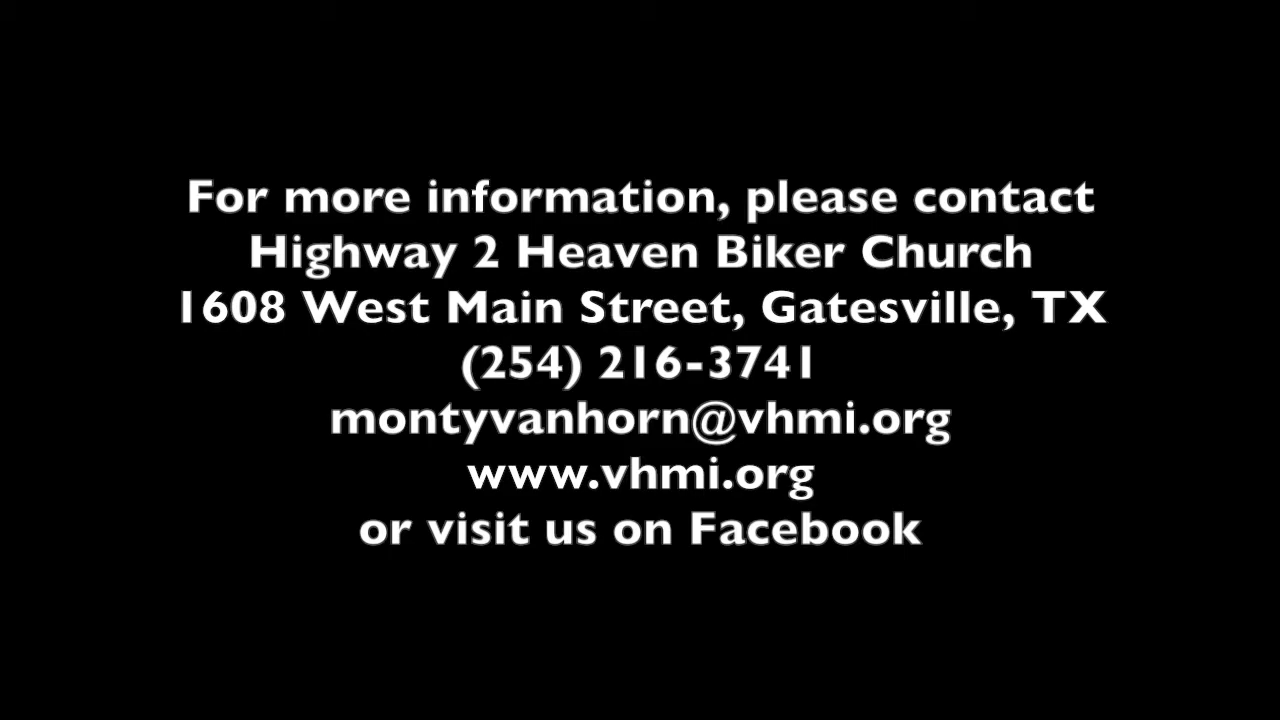 For more information, please contact
Highway 2 Heaven Biker Church
1608 West Main Street, Gatesville, TX
(254) 216-3741
montyvanhorn@vhmi.org
www.vhmi.org
or visit us on Facebook